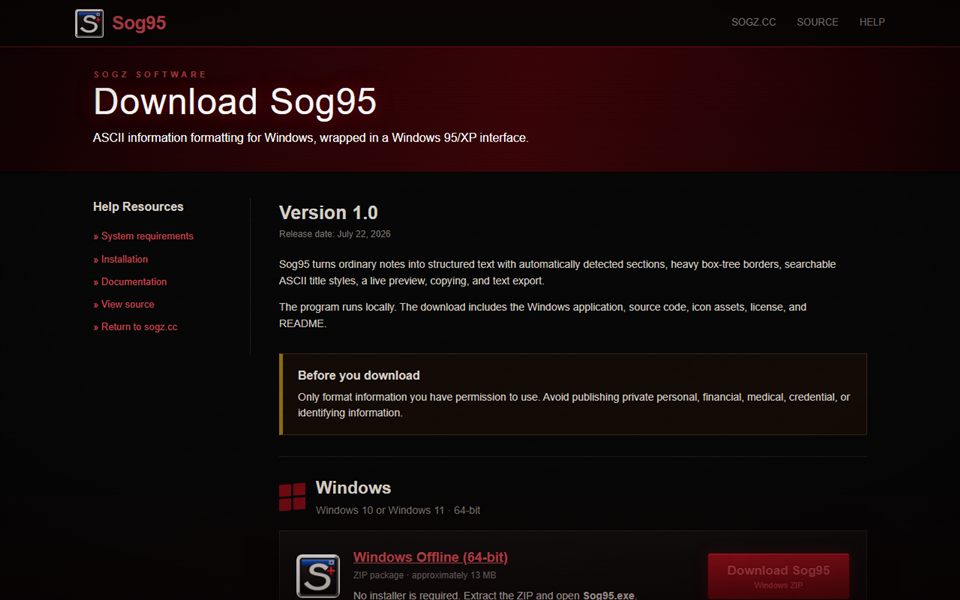 Sog95
SOGZ.CC SOURCE HELP
SOGZ SOFTWARE
Download Sog95
ASCII information formatting for Windows, wrapped in a Windows 95/XP interface.
Help Resources
» System requirements
» Installation
» Documentation
» View source
» Return to sogz.cc
Version 1.0
Release date: July 22, 2026
Sog95 turns ordinary notes into structured text with automatically detected sections, heavy box-tree borders, searchable
ASCII title styles, a live preview, copying, and text export.
The program runs locally. The download includes the Windows application, source code, icon assets, license, and
README.
Before you download
Only format information you have permission to use. Avoid publishing private personal, financial, medical, credential, or
identifying information.
Windows
Windows 10 or Windows 11 · 64-bit
S
Windows Offline (64-bit)
ZIP package · approximately 13 MB
No installer is required. Extract the ZIP and open Sog95.exe.
Download Sog95
Windows ZIP